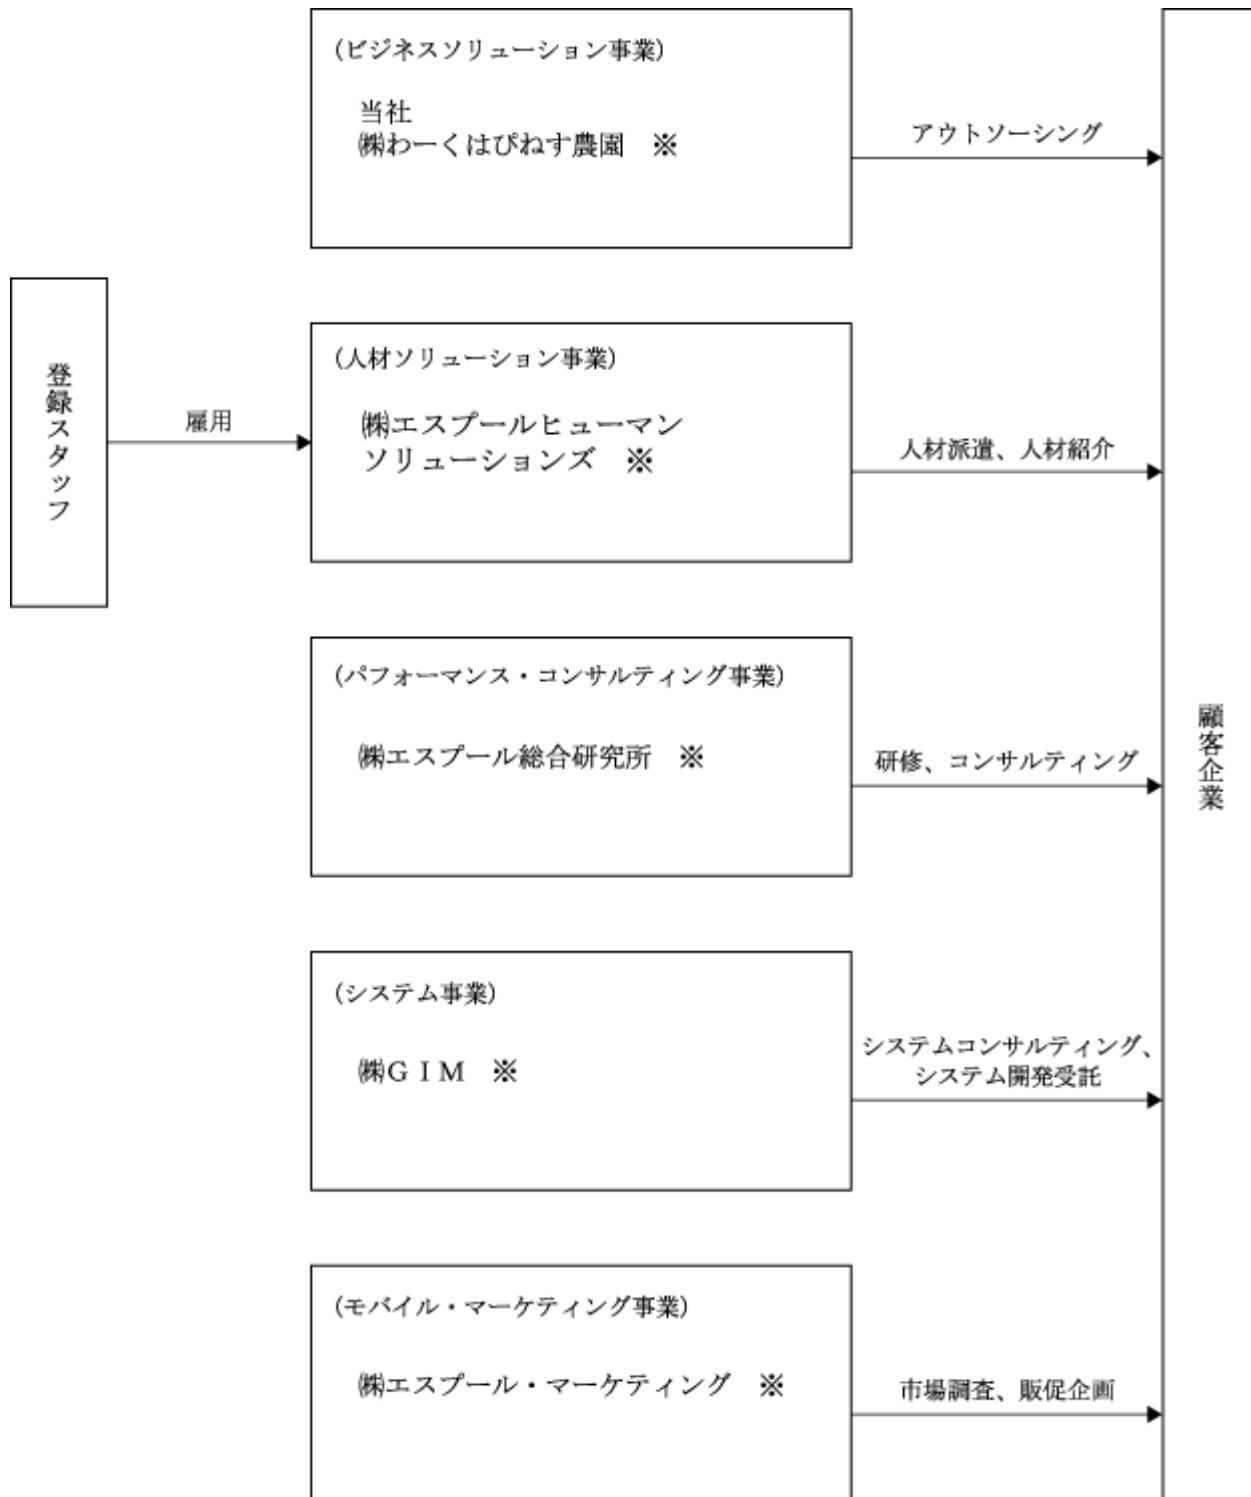 (ビジネスソリューション事業)
当社
㈱わーくはぴねす農園 ※
アウトソーシング
登録スタッフ
雇用
(人材ソリューション事業)
㈱エスプールヒューマン
ソリューションズ ※
人材派遣、人材紹介
(パフォーマンス・コンサルティング事業)
㈱エスプール総合研究所 ※
研修、コンサルティング
顧客企業
(システム事業)
㈱GIM ※
システムコンサルティング、
システム開発受託
(モバイル・マーケティング事業)
㈱エスプール・マーケティング ※
市場調査、販促企画